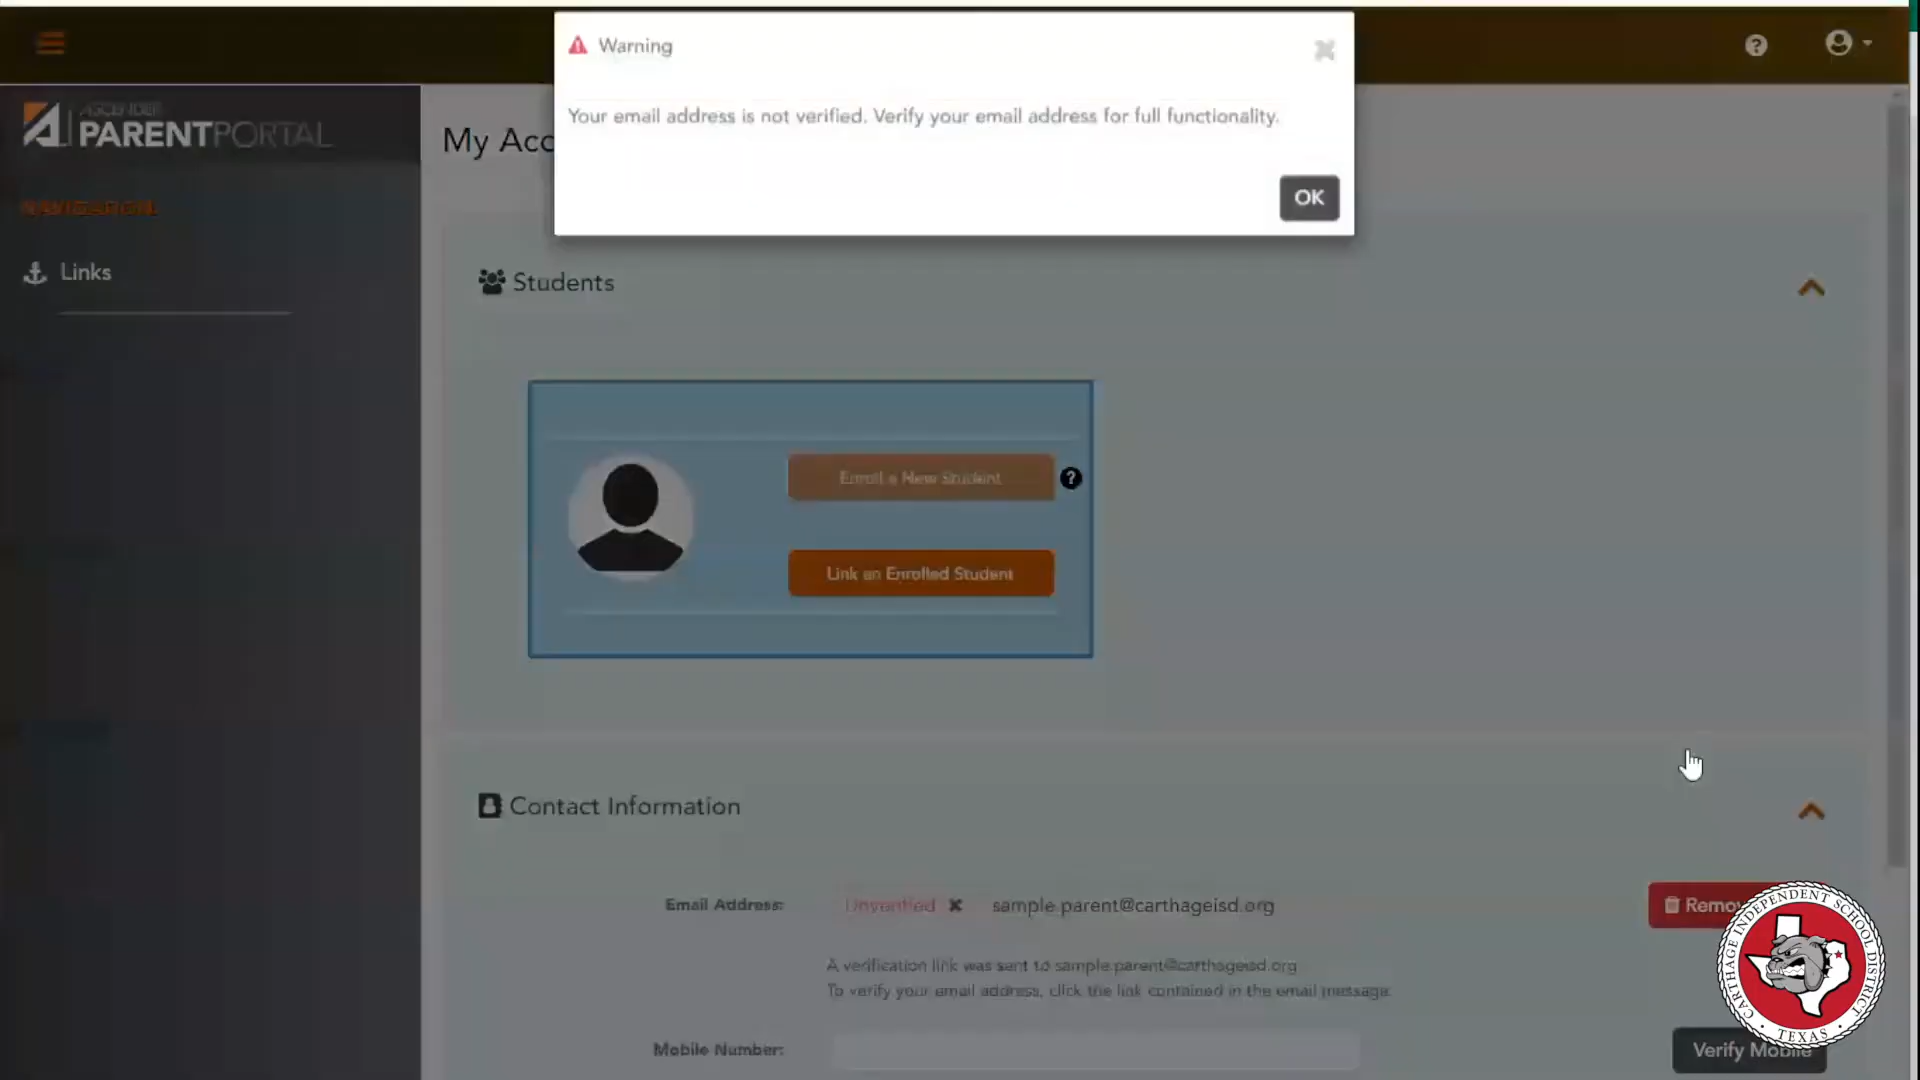 Warning
Your email address is not verified. Verify your email address for full functionality.
OK
ASCENDER
PARENTPORTAL
My Acc
NAVIGATION
Links
Students
Enroll a New Student
?
Link an Enrolled Student
Contact Information
Email Address:
Unverified
sample.parent@carthageisd.org
Remo
A verification link was sent to sample.parent@carthageisd.org
To verify your email address, click the link contained in the email message.
Mobile Number:
Verify Mobile
CARTHAGE INDEPENDENT SCHOOL DISTRICT
TEXAS